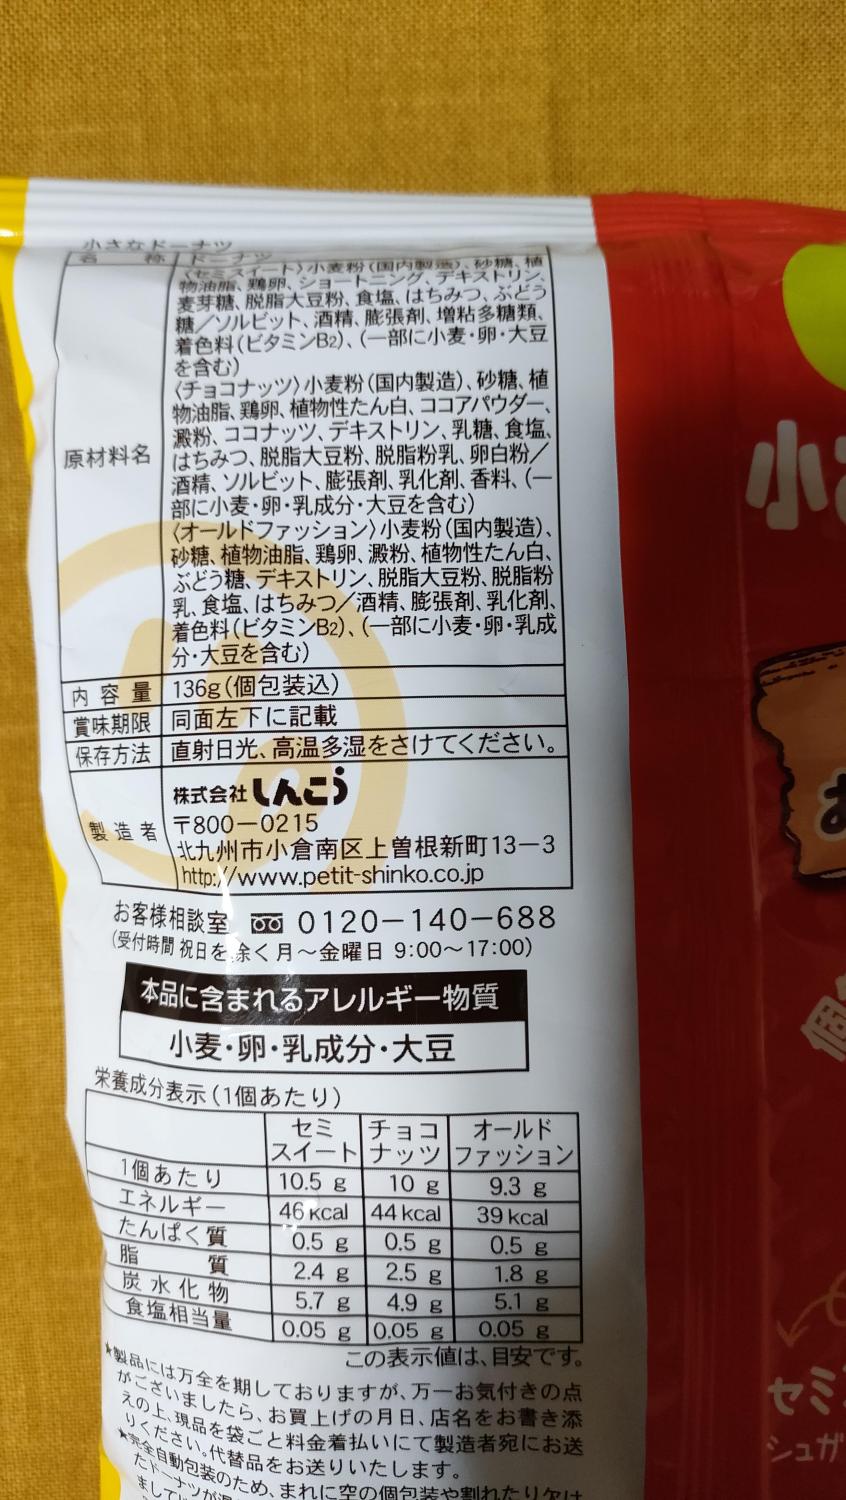 小さなドーナツ
名称 ドーナツ
原材料名
〈セミスイート〉小麦粉(国内製造)、砂糖、植
物油脂、鶏卵、ショートニング、デキストリン、
麦芽糖、脱脂大豆粉、食塩、はちみつ、ぶどう
糖/ソルビット、酒精、膨張剤、増粘多糖類、
着色料(ビタミンB2)、(一部に小麦・卵・大豆
を含む)
〈チョコナッツ〉小麦粉(国内製造)、砂糖、植
物油脂、鶏卵、植物性たん白、ココアパウダー、
澱粉、ココナッツ、デキストリン、乳糖、食塩、
はちみつ、脱脂大豆粉、脱脂粉乳、卵白粉/
酒精、ソルビット、膨張剤、乳化剤、香料、(一
部に小麦・卵・乳成分・大豆を含む)
〈オールドファッション〉小麦粉(国内製造)、
砂糖、植物油脂、鶏卵、澱粉、植物性たん白、
ぶどう糖、デキストリン、脱脂大豆粉、脱脂粉
乳、食塩、はちみつ/酒精、膨張剤、乳化剤、
着色料(ビタミンB2)、(一部に小麦・卵・乳成
分・大豆を含む)
内容量 136g(個包装込)
賞味期限 同面左下に記載
保存方法 直射日光、高温多湿をさけてください。
製造者
株式会社しんこう
〒800-0215
北九州市小倉南区上曽根新町13-3
http://www.petit-shinko.co.jp
お客様相談室 0120-140-688
(受付時間 祝日を除く月〜金曜日 9:00〜17:00)
本品に含まれるアレルギー物質
小麦・卵・乳成分・大豆
栄養成分表示(1個あたり)
セミスイート チョコナッツ オールドファッション
1個あたり 10.5 g 10 g 9.3 g
エネルギー 46 kcal 44 kcal 39 kcal
たんぱく質 0.5 g 0.5 g 0.5 g
脂質 2.4 g 2.5 g 1.8 g
炭水化物 5.7 g 4.9 g 5.1 g
食塩相当量 0.05 g 0.05 g 0.05 g
この表示値は、目安です。
★製品には万全を期しておりますが、万一お気付きの点
がございましたら、お買上げの月日、店名をお書き添
えの上、現品を袋ごと料金着払いにて製造者宛にお送
りください。代替品をお送りいたします。
★完全自動包装のため、まれに空の個包装や割れたり欠け
たドーナツが
まして
小
お
個
セミ
シュガ